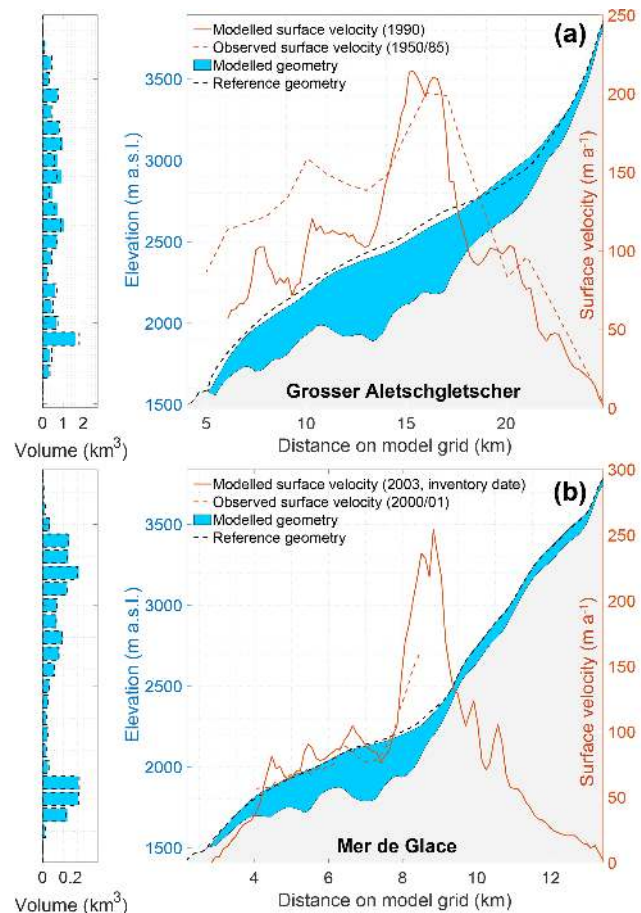 (a)
Modelled surface velocity (1990)
Observed surface velocity (1950/85)
Modelled geometry
Reference geometry
3500
3000
2500
2000
1500
Elevation (m a.s.l.)
250
200
150
100
50
0
Surface velocity (m a⁻¹)
Grosser Aletschgletscher
0 1 2
Volume (km³)
5 10 15 20
Distance on model grid (km)
(b)
Modelled surface velocity (2003, inventory date)
Observed surface velocity (2000/01)
Modelled geometry
Reference geometry
3500
3000
2500
2000
1500
Elevation (m a.s.l.)
300
250
200
150
100
50
0
Surface velocity (m a⁻¹)
Mer de Glace
0 0.2
Volume (km³)
4 6 8 10 12
Distance on model grid (km)